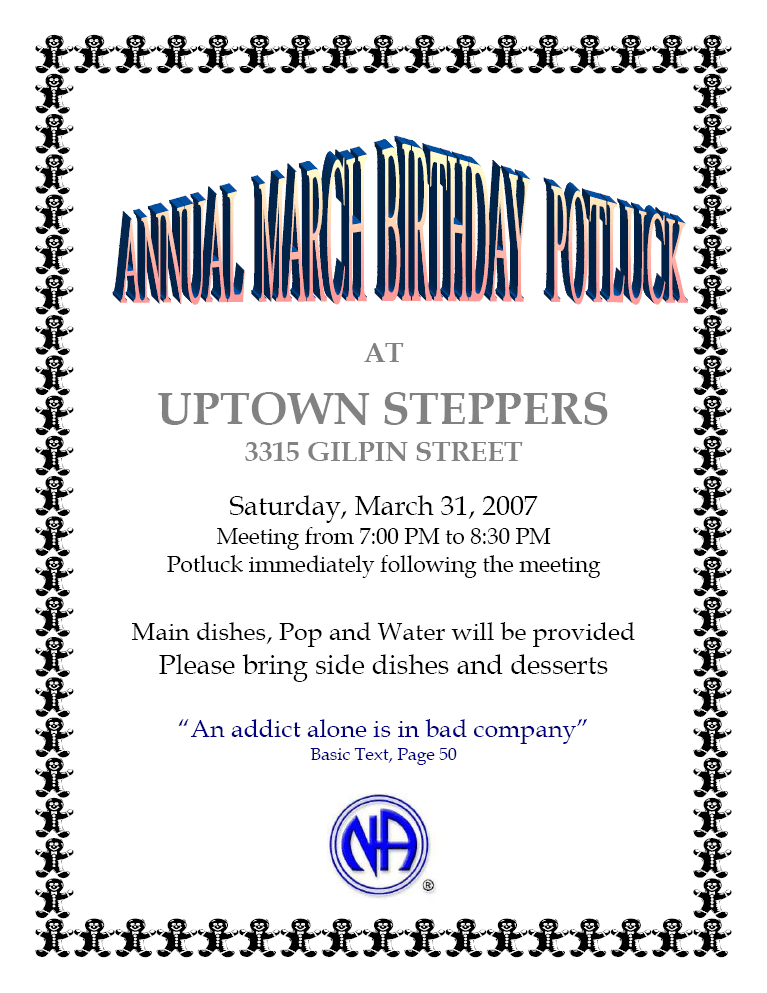 ANNUAL MARCH BIRTHDAY POTLUCK
AT
UPTOWN STEPPERS
3315 GILPIN STREET
Saturday, March 31, 2007
Meeting from 7:00 PM to 8:30 PM
Potluck immediately following the meeting
Main dishes, Pop and Water will be provided
Please bring side dishes and desserts
“An addict alone is in bad company”
Basic Text, Page 50
NA
®